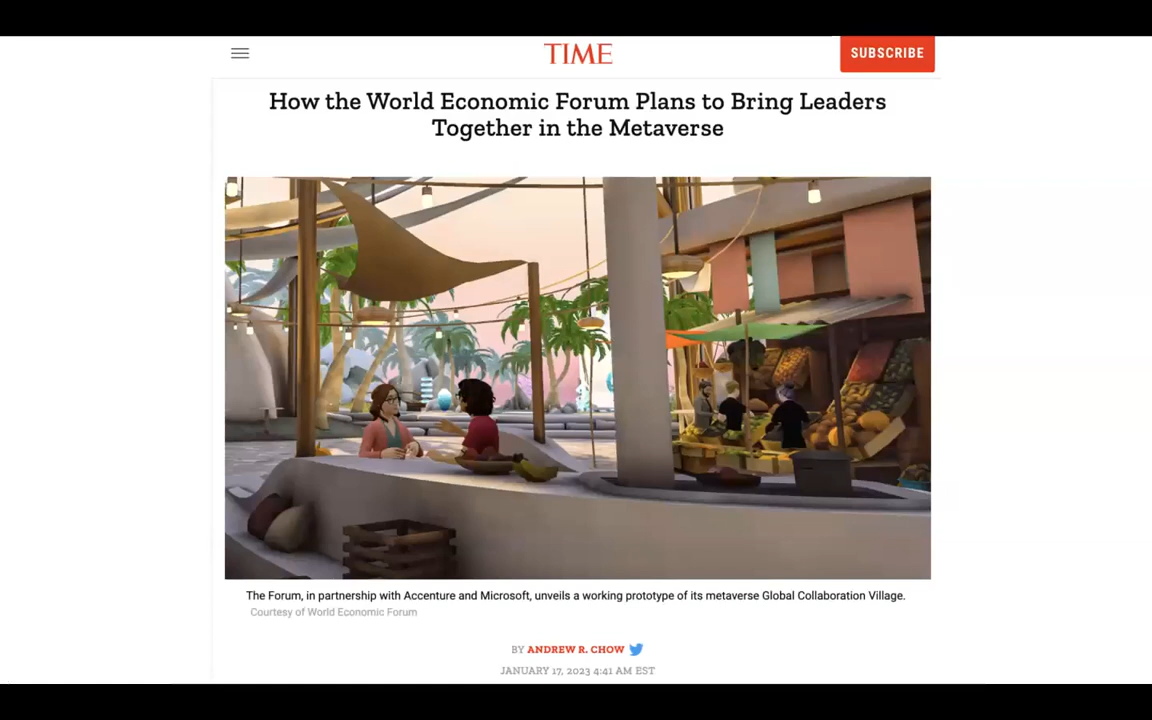 TIME
SUBSCRIBE
How the World Economic Forum Plans to Bring Leaders
Together in the Metaverse
The Forum, in partnership with Accenture and Microsoft, unveils a working prototype of its metaverse Global Collaboration Village.
Courtesy of World Economic Forum
BY ANDREW R. CHOW
JANUARY 17, 2023 4:41 AM EST